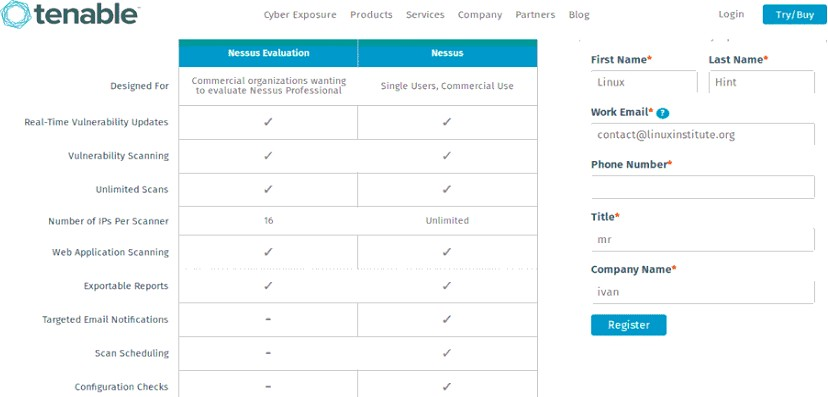 tenable
Cyber Exposure Products Services Company Partners Blog Login Try/Buy
Nessus Evaluation Nessus
Designed For Commercial organizations wanting to evaluate Nessus Professional Single Users, Commercial Use
Real-Time Vulnerability Updates ✓ ✓
Vulnerability Scanning ✓ ✓
Unlimited Scans ✓ ✓
Number of IPs Per Scanner 16 Unlimited
Web Application Scanning ✓ ✓
Exportable Reports ✓ ✓
Targeted Email Notifications - ✓
Scan Scheduling - ✓
Configuration Checks - ✓
First Name* Last Name*
Linux Hint
Work Email* ?
contact@linuxinstitute.org
Phone Number*
Title*
mr
Company Name*
ivan
Register